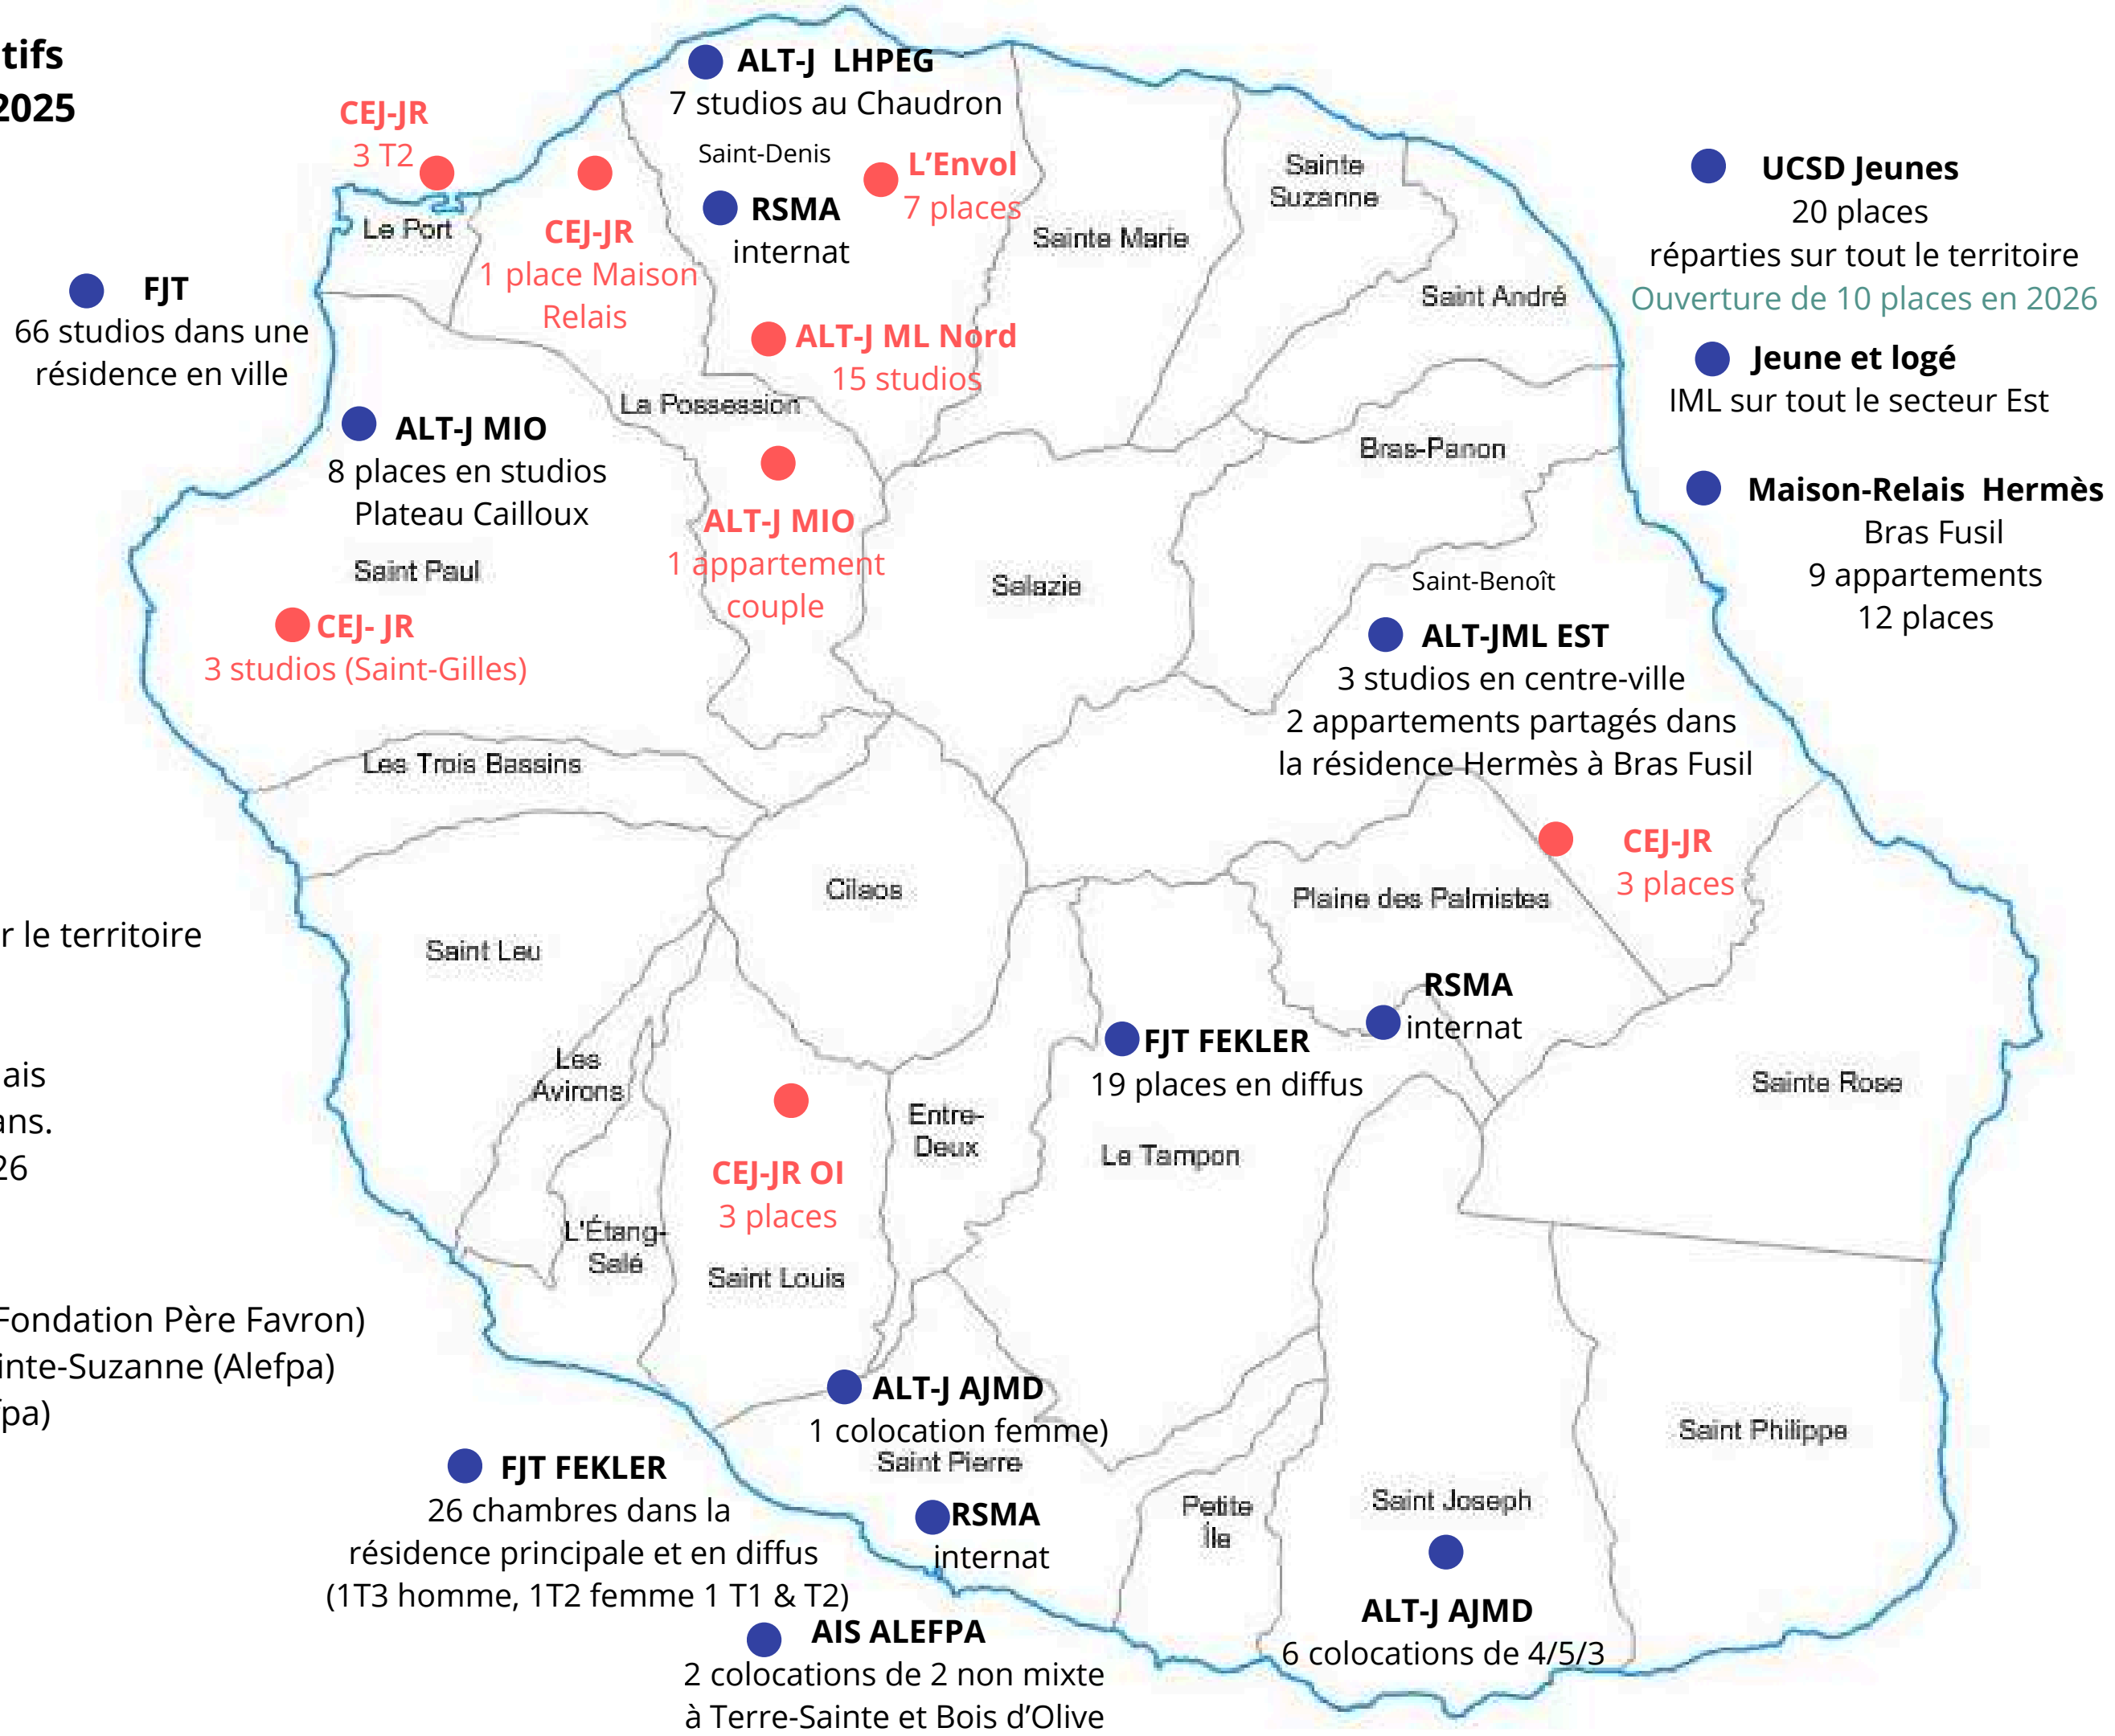 tifs
2025
CEJ-JR
3 T2
ALT-J LHPEG
7 studios au Chaudron
Saint-Denis
L’Envol
7 places
RSMA
internat
Le Port
CEJ-JR
1 place Maison
Relais
Sainte Marie
Sainte
Suzanne
Saint André
UCSD Jeunes
20 places
réparties sur tout le territoire
Ouverture de 10 places en 2026
FJT
66 studios dans une
résidence en ville
ALT-J ML Nord
15 studios
Jeune et logé
IML sur tout le secteur Est
La Possession
ALT-J MIO
8 places en studios
Plateau Cailloux
Bras-Panon
Maison-Relais Hermès
Bras Fusil
9 appartements
12 places
ALT-J MIO
1 appartement
couple
Saint Paul
Salazie
Saint-Benoît
CEJ- JR
3 studios (Saint-Gilles)
ALT-JML EST
3 studios en centre-ville
2 appartements partagés dans
la résidence Hermès à Bras Fusil
Les Trois Bassins
CEJ-JR
3 places
Cilaos
Plaine des Palmistes
r le territoire
Saint Leu
RSMA
internat
FJT FEKLER
19 places en diffus
ais
ans.
26
Les
Avirons
Sainte Rose
Entre-
Deux
Le Tampon
CEJ-JR OI
3 places
L'Étang-
Salé
Saint Louis
Fondation Père Favron)
inte-Suzanne (Alefpa)
fpa)
ALT-J AJMD
1 colocation femme)
Saint Pierre
Saint Philippe
FJT FEKLER
26 chambres dans la
résidence principale et en diffus
(1T3 homme, 1T2 femme 1 T1 & T2)
RSMA
internat
Petite
Île
Saint Joseph
ALT-J AJMD
6 colocations de 4/5/3
AIS ALEFPA
2 colocations de 2 non mixte
à Terre-Sainte et Bois d’Olive